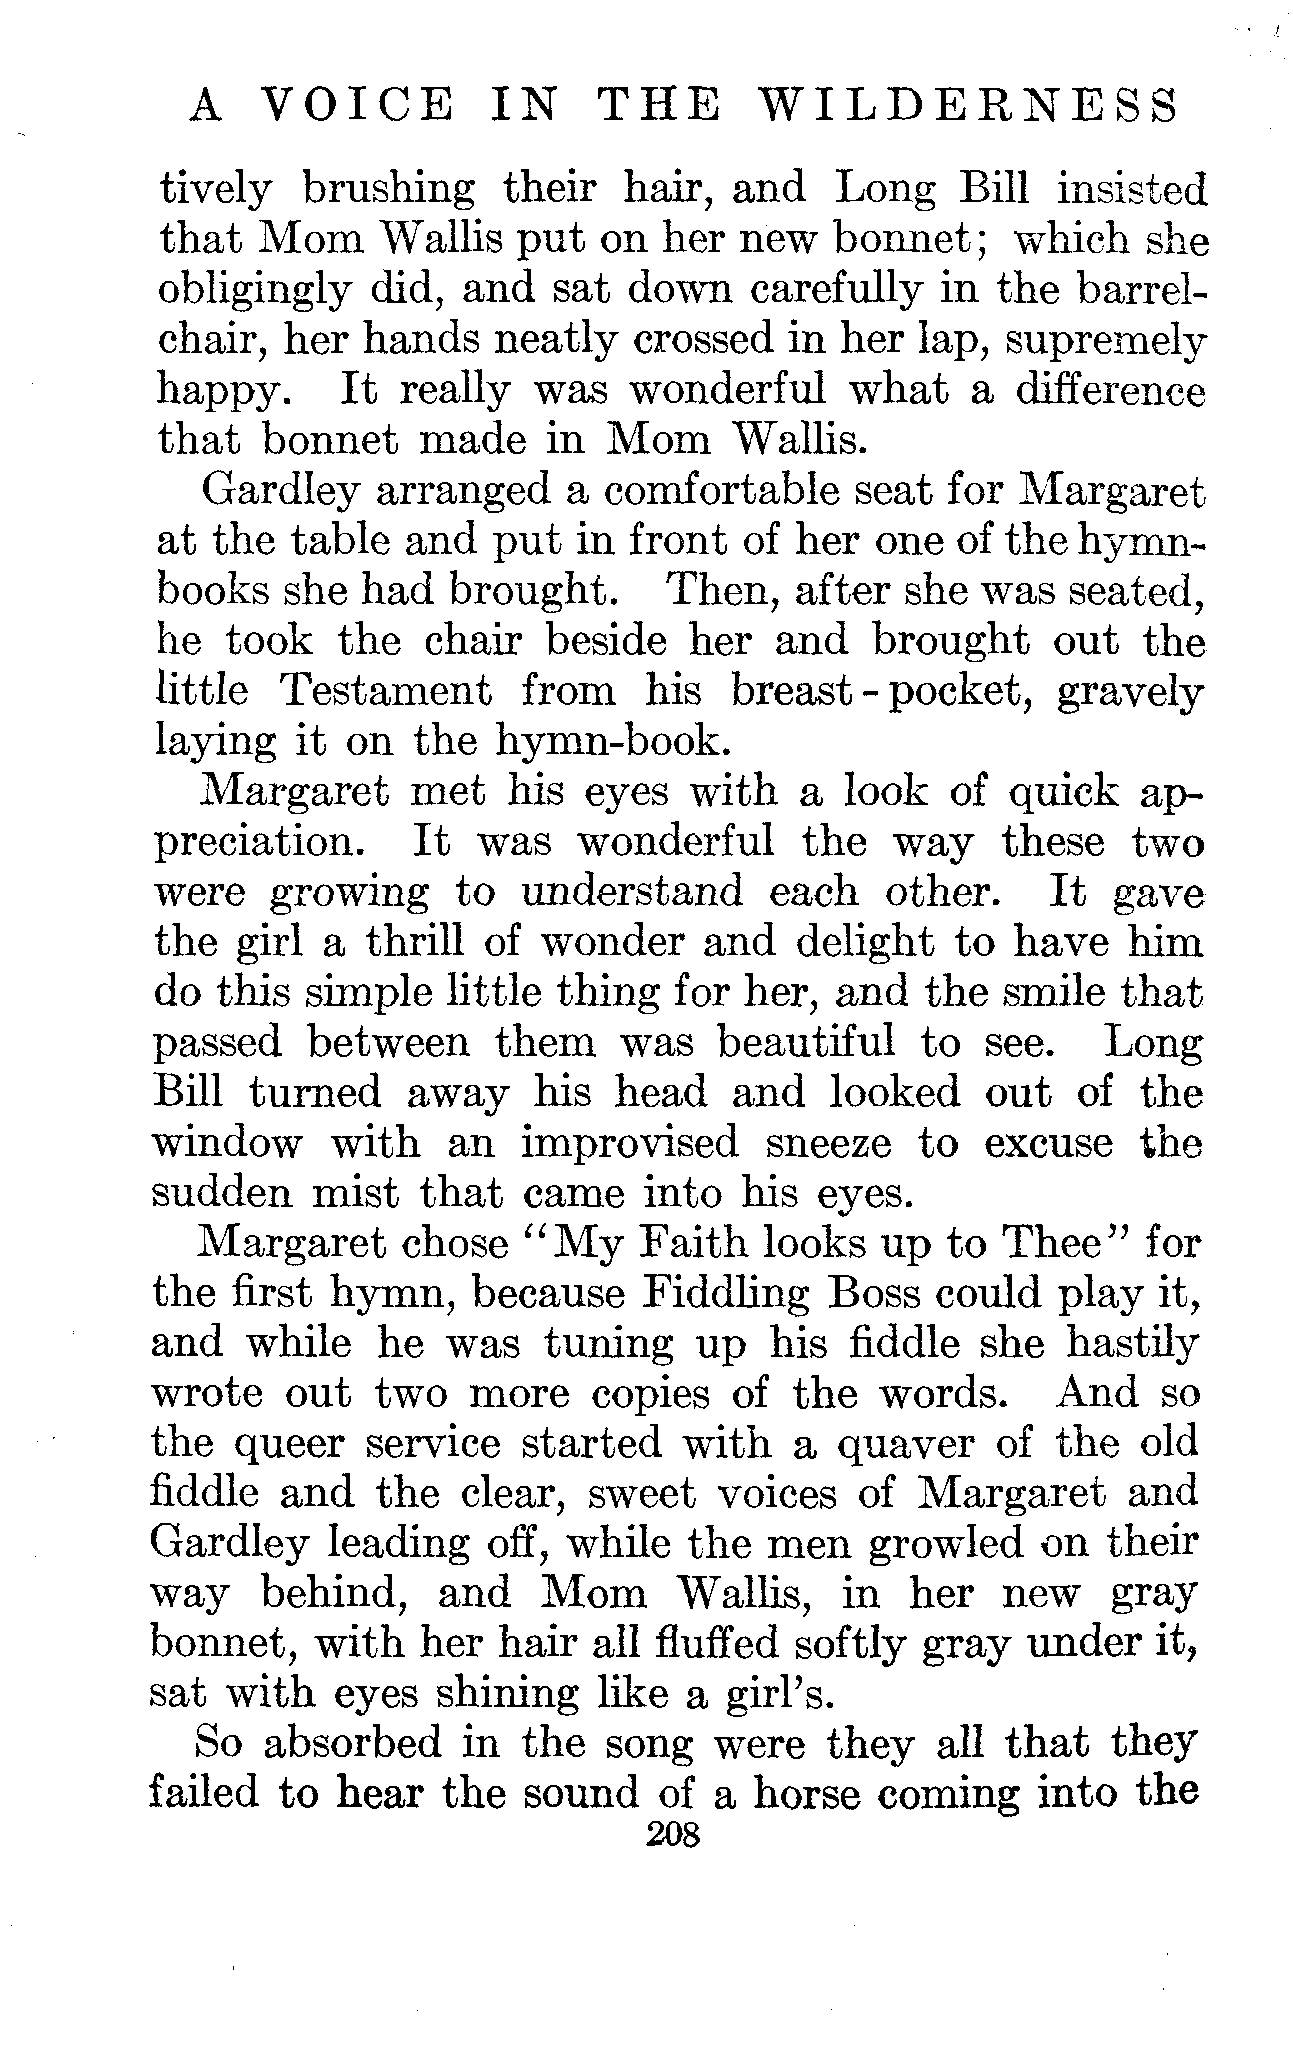 A VOICE IN THE WILDERNESS
tively brushing their hair, and Long Bill insisted
that Mom Wallis put on her new bonnet; which she
obligingly did, and sat down carefully in the barrel-
chair, her hands neatly crossed in her lap, supremely
happy. It really was wonderful what a difference
that bonnet made in Mom Wallis.
Gardley arranged a comfortable seat for Margaret
at the table and put in front of her one of the hymn-
books she had brought. Then, after she was seated,
he took the chair beside her and brought out the
little Testament from his breast-pocket, gravely
laying it on the hymn-book.
Margaret met his eyes with a look of quick ap-
preciation. It was wonderful the way these two
were growing to understand each other. It gave
the girl a thrill of wonder and delight to have him
do this simple little thing for her, and the smile that
passed between them was beautiful to see. Long
Bill turned away his head and looked out of the
window with an improvised sneeze to excuse the
sudden mist that came into his eyes.
Margaret chose "My Faith looks up to Thee" for
the first hymn, because Fiddling Boss could play it,
and while he was tuning up his fiddle she hastily
wrote out two more copies of the words. And so
the queer service started with a quaver of the old
fiddle and the clear, sweet voices of Margaret and
Gardley leading off, while the men growled on their
way behind, and Mom Wallis, in her new gray
bonnet, with her hair all fluffed softly gray under it,
sat with eyes shining like a girl's.
So absorbed in the song were they all that they
failed to hear the sound of a horse coming into the
208